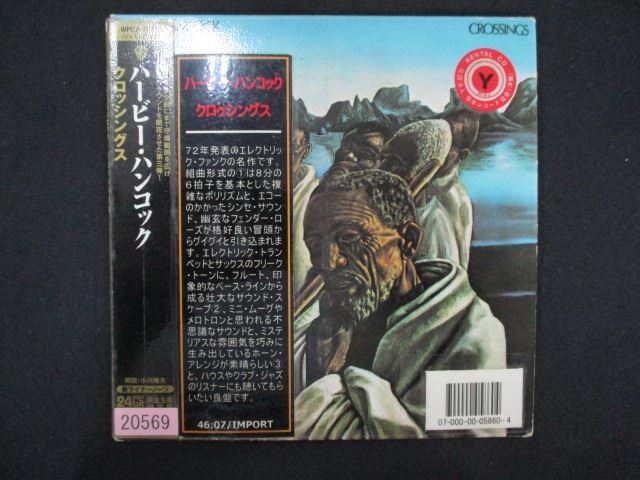 CROSSINGS
RENTAL CD
Y
ハービー・ハンコック
クロッシングス
ハービー・ハンコック
クロッシングス
72年発表のエレクトリッ
ク・ファンクの名作です。
組曲形式の①は8分の
6拍子を基本とした複
雑なポリリズムと、エコー
のかかったシンセ・サウ
ンド、幽玄なフェンダー・ロ
ーズが格好良い冒頭か
らグイグイと引き込まれま
す。エレクトリック・トラン
ペットとサックスのフリーク
・トーンに、フルート、印
象的なベース・ラインから
成る壮大なサウンド・ス
ケープ②、ミニ・ムーグや
メロトロンと思われる不
思議なサウンドと、ミステ
リアスな雰囲気を巧みに
生み出しているホーン・
アレンジが素晴らしい③
と、ハウスやクラブ・ジャズ
のリスナーにも聴いてもら
いたい良盤です。
46:07/IMPORT
20569
07-000-00-05860-4